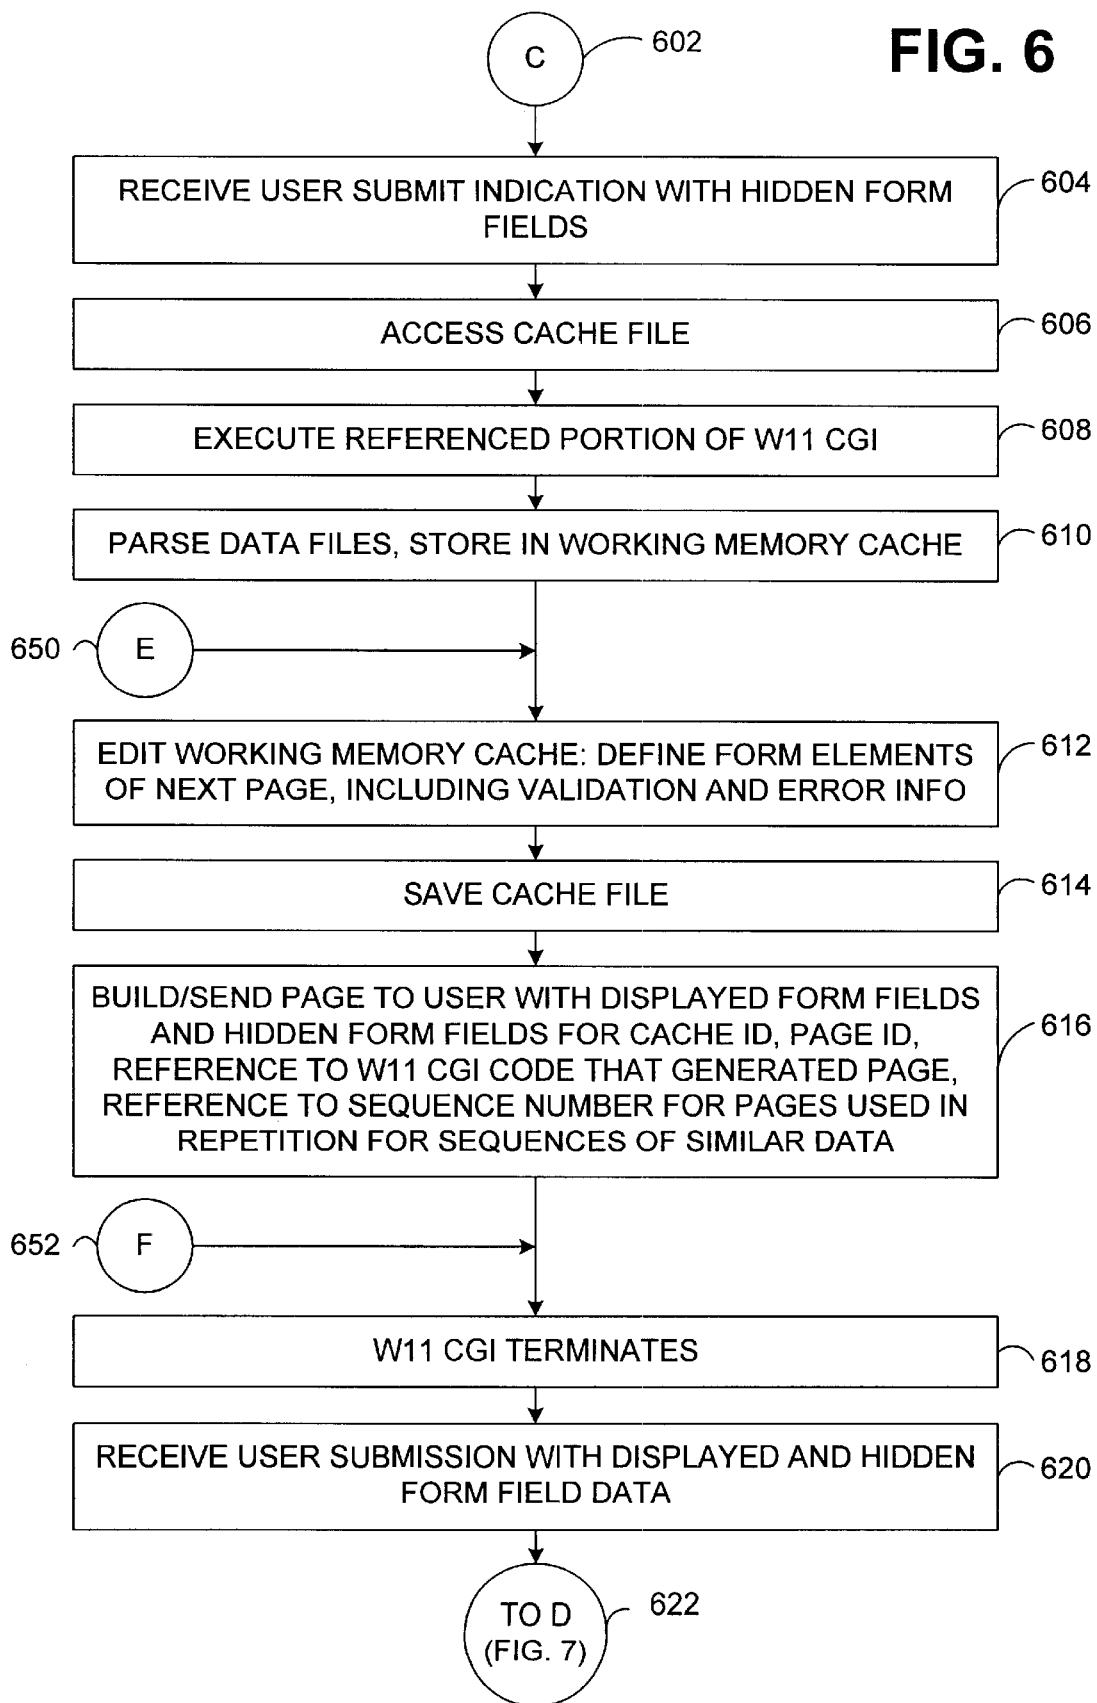 FIG. 6
C
602
RECEIVE USER SUBMIT INDICATION WITH HIDDEN FORM
FIELDS
604
ACCESS CACHE FILE
606
EXECUTE REFERENCED PORTION OF W11 CGI
608
PARSE DATA FILES, STORE IN WORKING MEMORY CACHE
610
650
E
EDIT WORKING MEMORY CACHE: DEFINE FORM ELEMENTS
OF NEXT PAGE, INCLUDING VALIDATION AND ERROR INFO
612
SAVE CACHE FILE
614
BUILD/SEND PAGE TO USER WITH DISPLAYED FORM FIELDS
AND HIDDEN FORM FIELDS FOR CACHE ID, PAGE ID,
REFERENCE TO W11 CGI CODE THAT GENERATED PAGE,
REFERENCE TO SEQUENCE NUMBER FOR PAGES USED IN
REPETITION FOR SEQUENCES OF SIMILAR DATA
616
652
F
W11 CGI TERMINATES
618
RECEIVE USER SUBMISSION WITH DISPLAYED AND HIDDEN
FORM FIELD DATA
620
TO D
(FIG. 7)
622